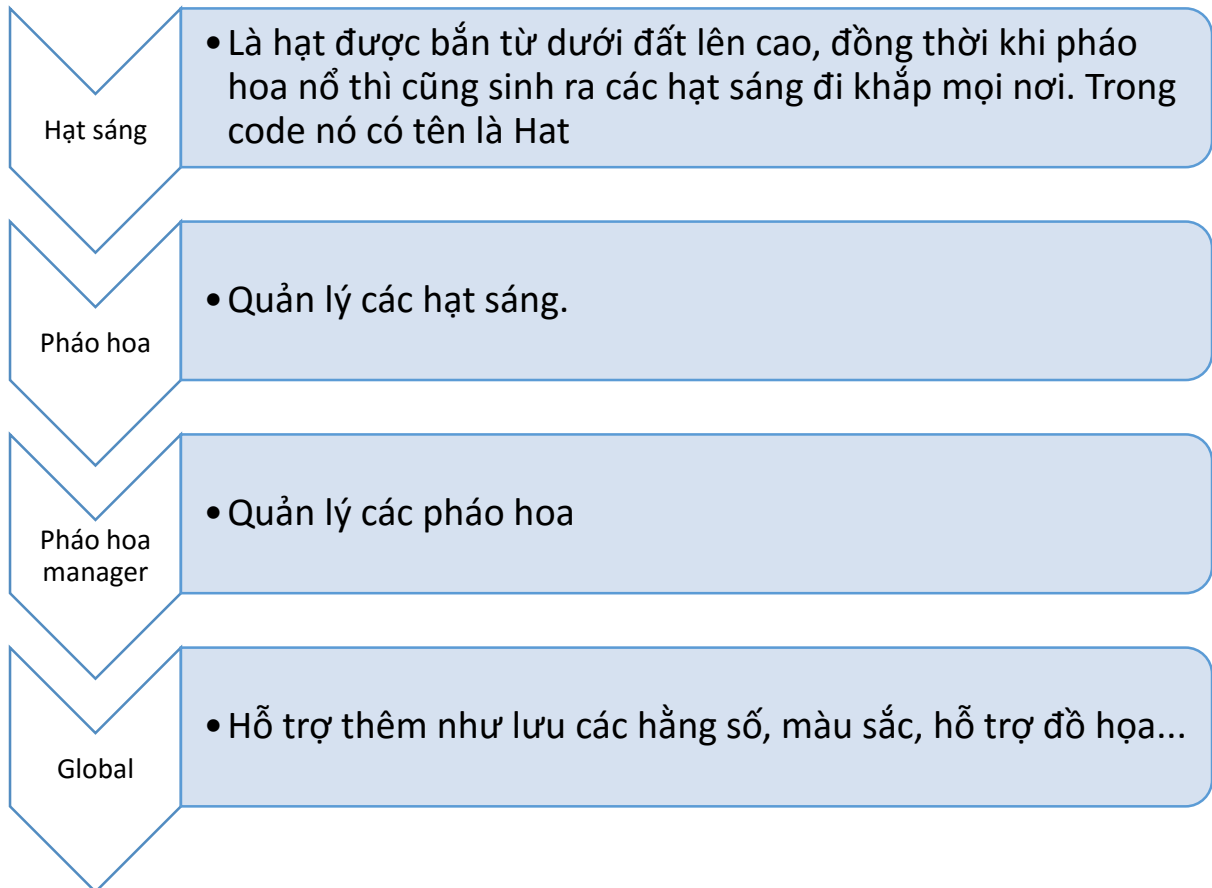 Hạt sáng
•Là hạt được bắn từ dưới đất lên cao, đồng thời khi pháo
hoa nổ thì cũng sinh ra các hạt sáng đi khắp mọi nơi. Trong
code nó có tên là Hat
Pháo hoa
•Quản lý các hạt sáng.
Pháo hoa
manager
•Quản lý các pháo hoa
Global
•Hỗ trợ thêm như lưu các hằng số, màu sắc, hỗ trợ đồ họa...